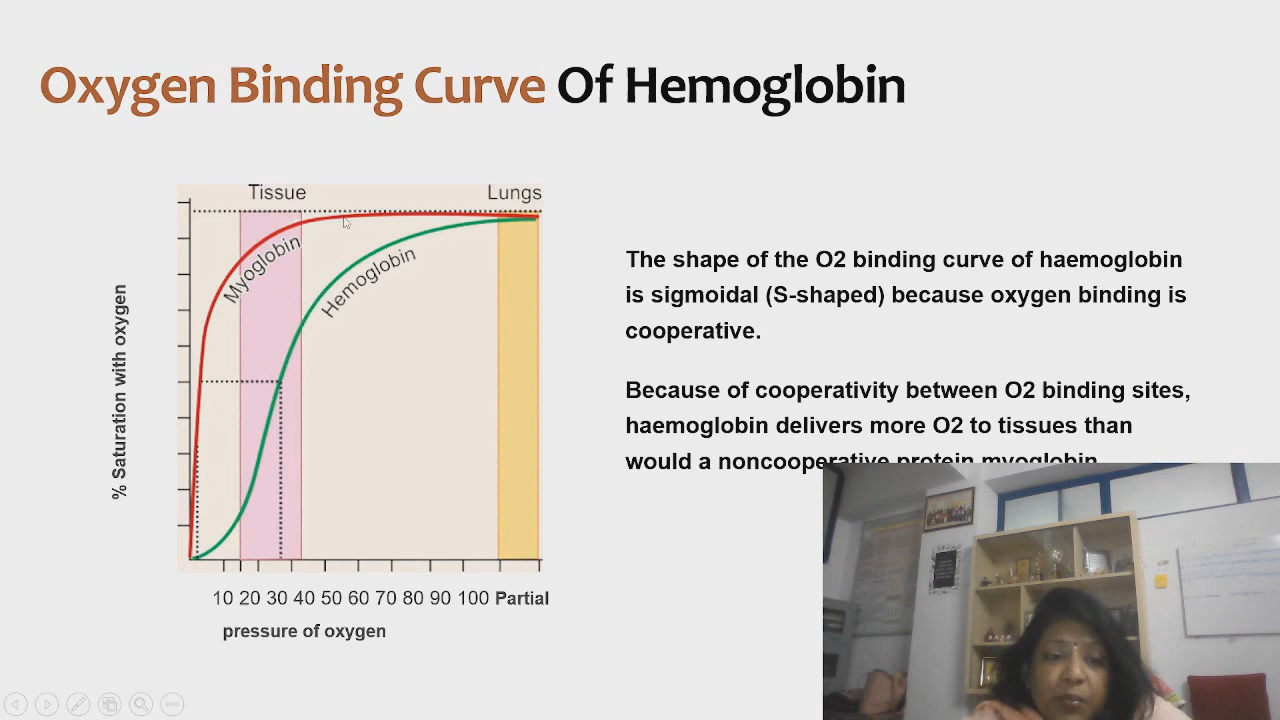 Oxygen Binding Curve Of Hemoglobin
Tissue
Lungs
Myoglobin
Hemoglobin
% Saturation with oxygen
10 20 30 40 50 60 70 80 90 100 Partial
pressure of oxygen
The shape of the O2 binding curve of haemoglobin
is sigmoidal (S-shaped) because oxygen binding is
cooperative.
Because of cooperativity between O2 binding sites,
haemoglobin delivers more O2 to tissues than
would a noncooperative protein myoglobin